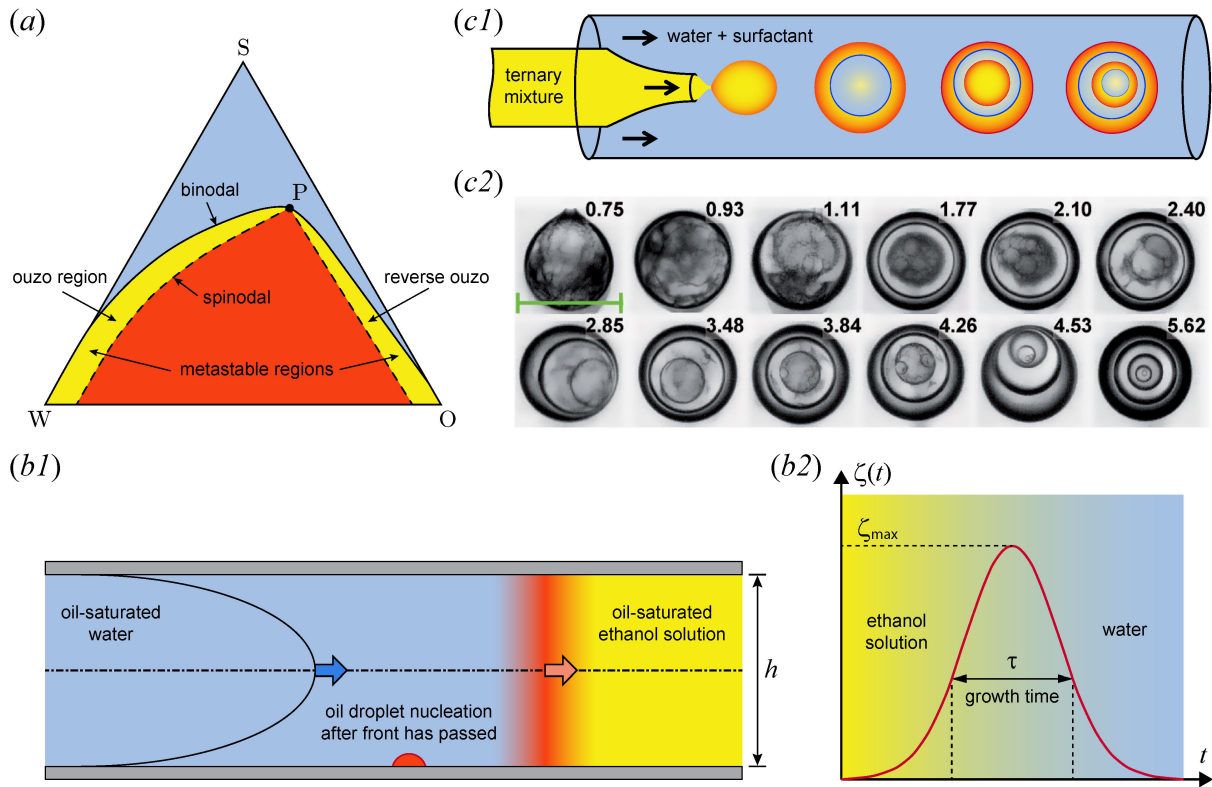 (a)
S
P
binodal
ouzo region
spinodal
reverse ouzo
metastable regions
W
O
(c1)
water + surfactant
ternary
mixture
(c2)
0.75
0.93
1.11
1.77
2.10
2.40
2.85
3.48
3.84
4.26
4.53
5.62
(b1)
oil-saturated
water
oil-saturated
ethanol solution
h
oil droplet nucleation
after front has passed
(b2)
ζ(t)
ζmax
ethanol
solution
water
τ
growth time
t